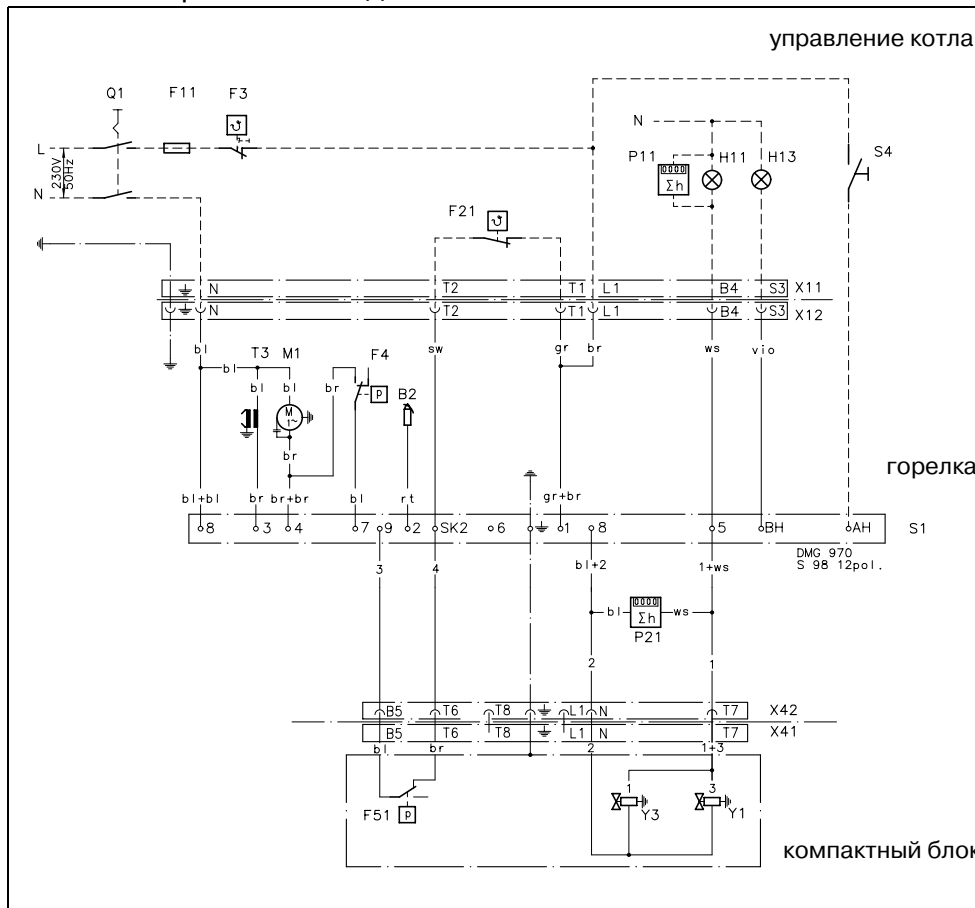 управление котла
Q1 F11 F3
N
L
P11 H11 H13
S4
0000
Σh
230V
50Hz
N
F21
N T2 T1 L1 B4 S3 X11
N T2 T1 L1 B4 S3 X12
bl sw gr br ws vio
T3 M1 F4
bl
bl bl br
P
B2
M
1~
br
горелка
bl+bl br br+br bl rt gr+br
8 3 4 7 9 2 SK2 6 1 8 5 BH AH S1
DMG 970
S 98 12pol.
3 4 bl+2 1+ws
0000
bl Σh ws
P21
2 1
B5 T6 T8 L1 N T7 X42
B5 T6 T8 L1 N T7 X41
bl br 2 1+3
1 3
F51 P Y3 Y1
компактный блок